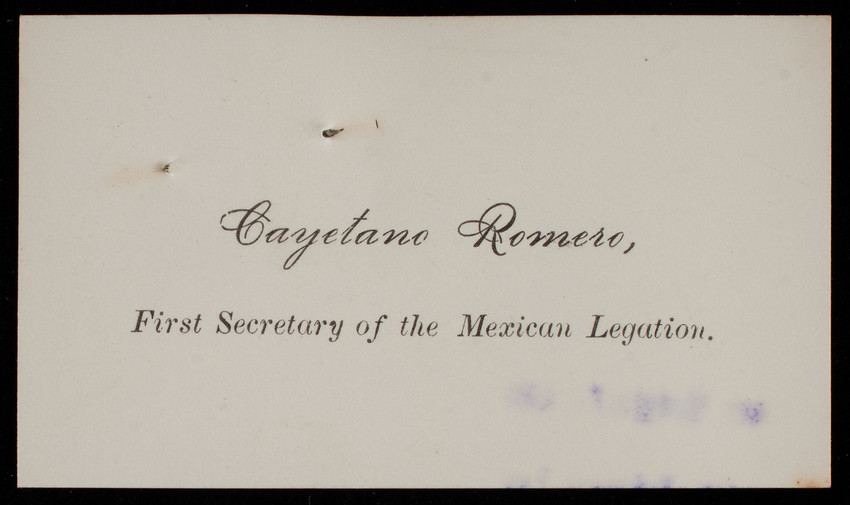 Cayetano Romero,
First Secretary of the Mexican Legation.